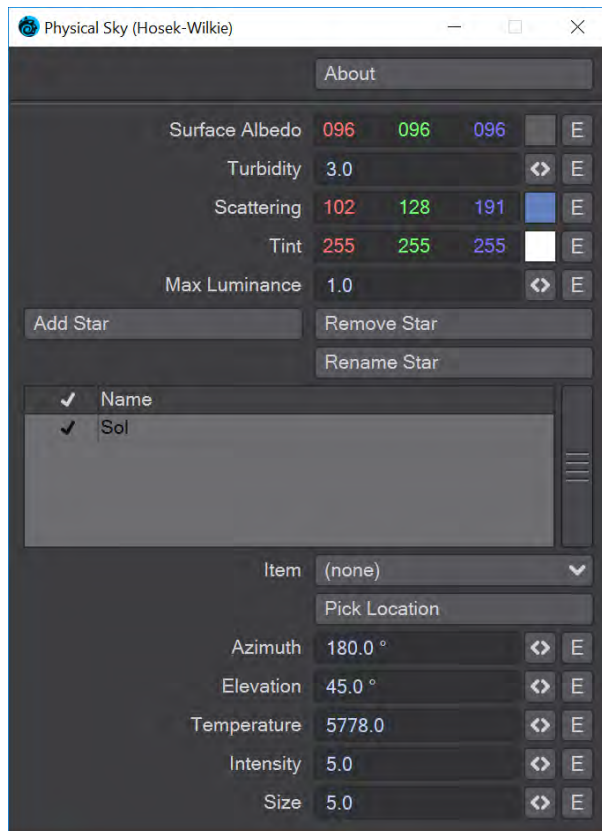 Physical Sky (Hosek-Wilkie)
About
Surface Albedo 096 096 096 E
Turbidity 3.0 E
Scattering 102 128 191 E
Tint 255 255 255 E
Max Luminance 1.0 E
Add Star Remove Star
Rename Star
Name
Sol
Item (none)
Pick Location
Azimuth 180.0 ° E
Elevation 45.0 ° E
Temperature 5778.0 E
Intensity 5.0 E
Size 5.0 E